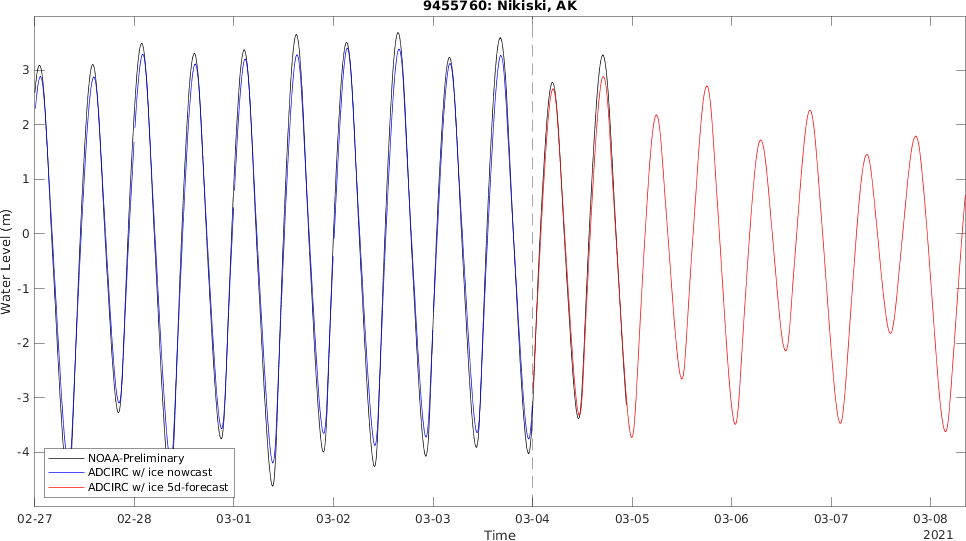 9455760: Nikiski, AK
Water Level (m)
3
2
1
0
-1
-2
-3
-4
NOAA-Preliminary
ADCIRC w/ ice nowcast
ADCIRC w/ ice 5d-forecast
02-27 02-28 03-01 03-02 03-03 03-04 03-05 03-06 03-07 03-08
Time
2021